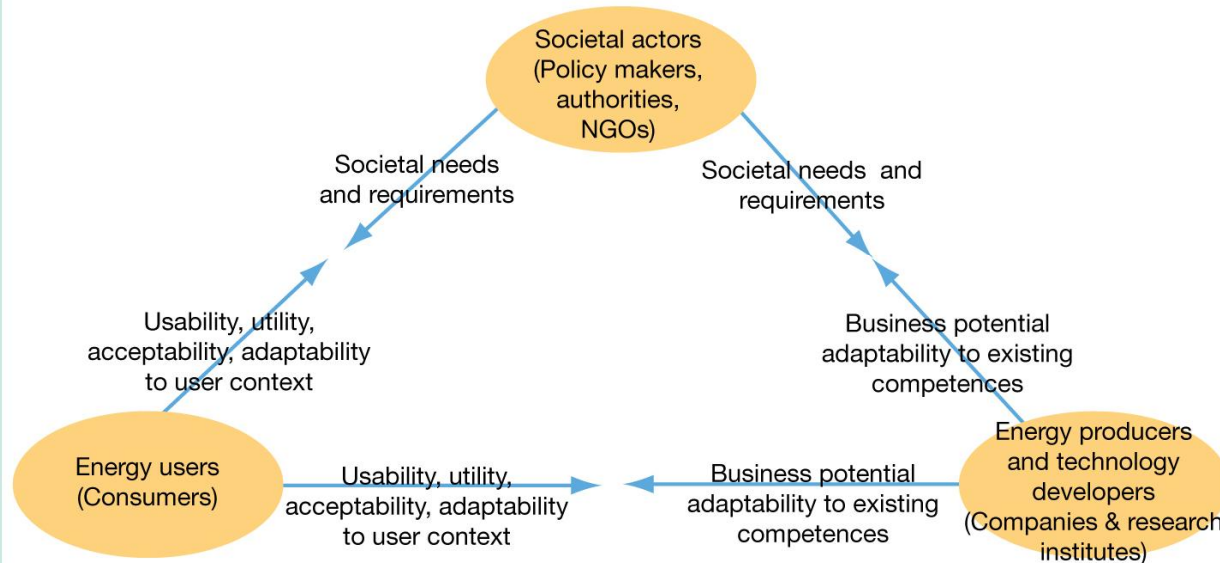 Societal actors
(Policy makers,
authorities,
NGOs)
Societal needs
and requirements
Societal needs and
requirements
Usability, utility,
acceptability, adaptability
to user context
Business potential
adaptability to existing
competences
Energy users
(Consumers)
Usability, utility,
acceptability, adaptability
to user context
Business potential
adaptability to existing
competences
Energy producers
and technology
developers
(Companies & research
institutes)